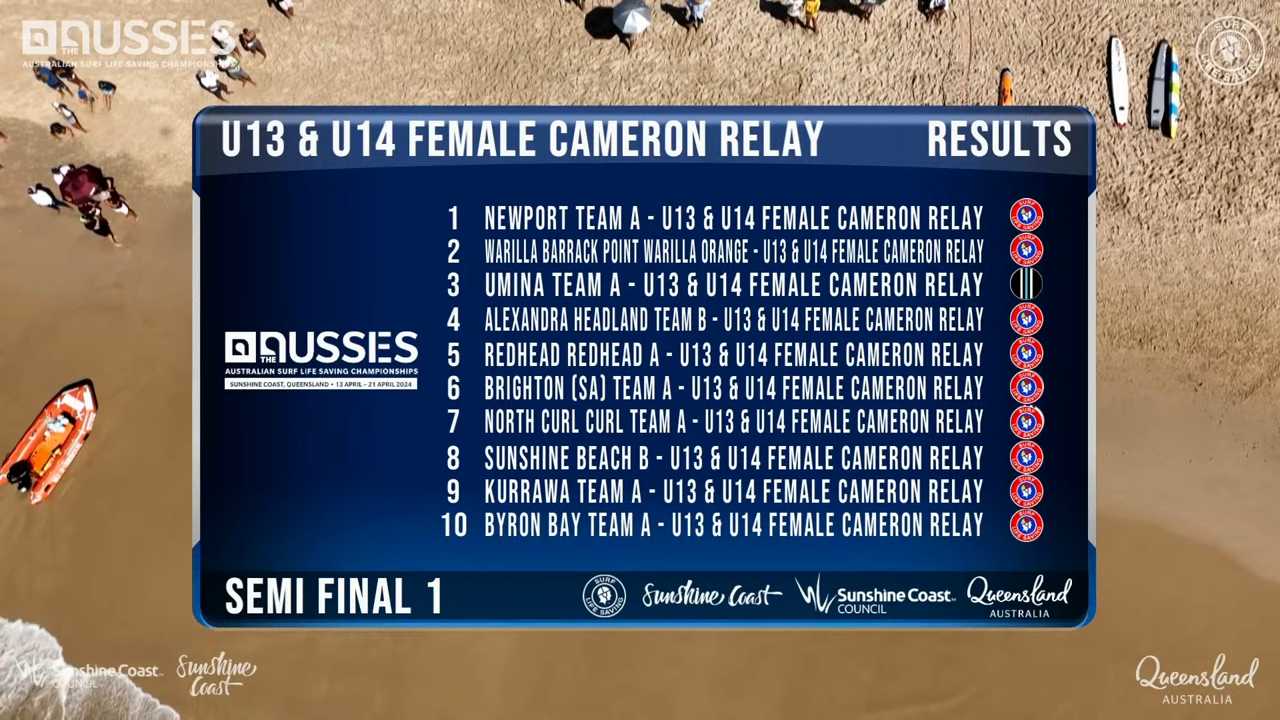 AUSSES
THE
AUSTRALIAN SURF LIFE SAVING CHAMPIONSHIPS
SURF
LIFE SAVING
U13 & U14 FEMALE CAMERON RELAY RESULTS
1 NEWPORT TEAM A - U13 & U14 FEMALE CAMERON RELAY
2 WARILLA BARRACK POINT WARILLA ORANGE - U13 & U14 FEMALE CAMERON RELAY
3 UMINA TEAM A - U13 & U14 FEMALE CAMERON RELAY
4 ALEXANDRA HEADLAND TEAM B - U13 & U14 FEMALE CAMERON RELAY
5 REDHEAD REDHEAD A - U13 & U14 FEMALE CAMERON RELAY
6 BRIGHTON (SA) TEAM A - U13 & U14 FEMALE CAMERON RELAY
7 NORTH CURL CURL TEAM A - U13 & U14 FEMALE CAMERON RELAY
8 SUNSHINE BEACH B - U13 & U14 FEMALE CAMERON RELAY
9 KURRAWA TEAM A - U13 & U14 FEMALE CAMERON RELAY
10 BYRON BAY TEAM A - U13 & U14 FEMALE CAMERON RELAY
THE AUSSES
AUSTRALIAN SURF LIFE SAVING CHAMPIONSHIPS
SUNSHINE COAST, QUEENSLAND • 13 APRIL – 21 APRIL 2024
SEMI FINAL 1
SURF LIFE SAVING
Sunshine Coast
Sunshine Coast
COUNCIL
Queensland
AUSTRALIA
Sunshine Coast
COUNCIL
Sunshine
Coast
Queensland
AUSTRALIA